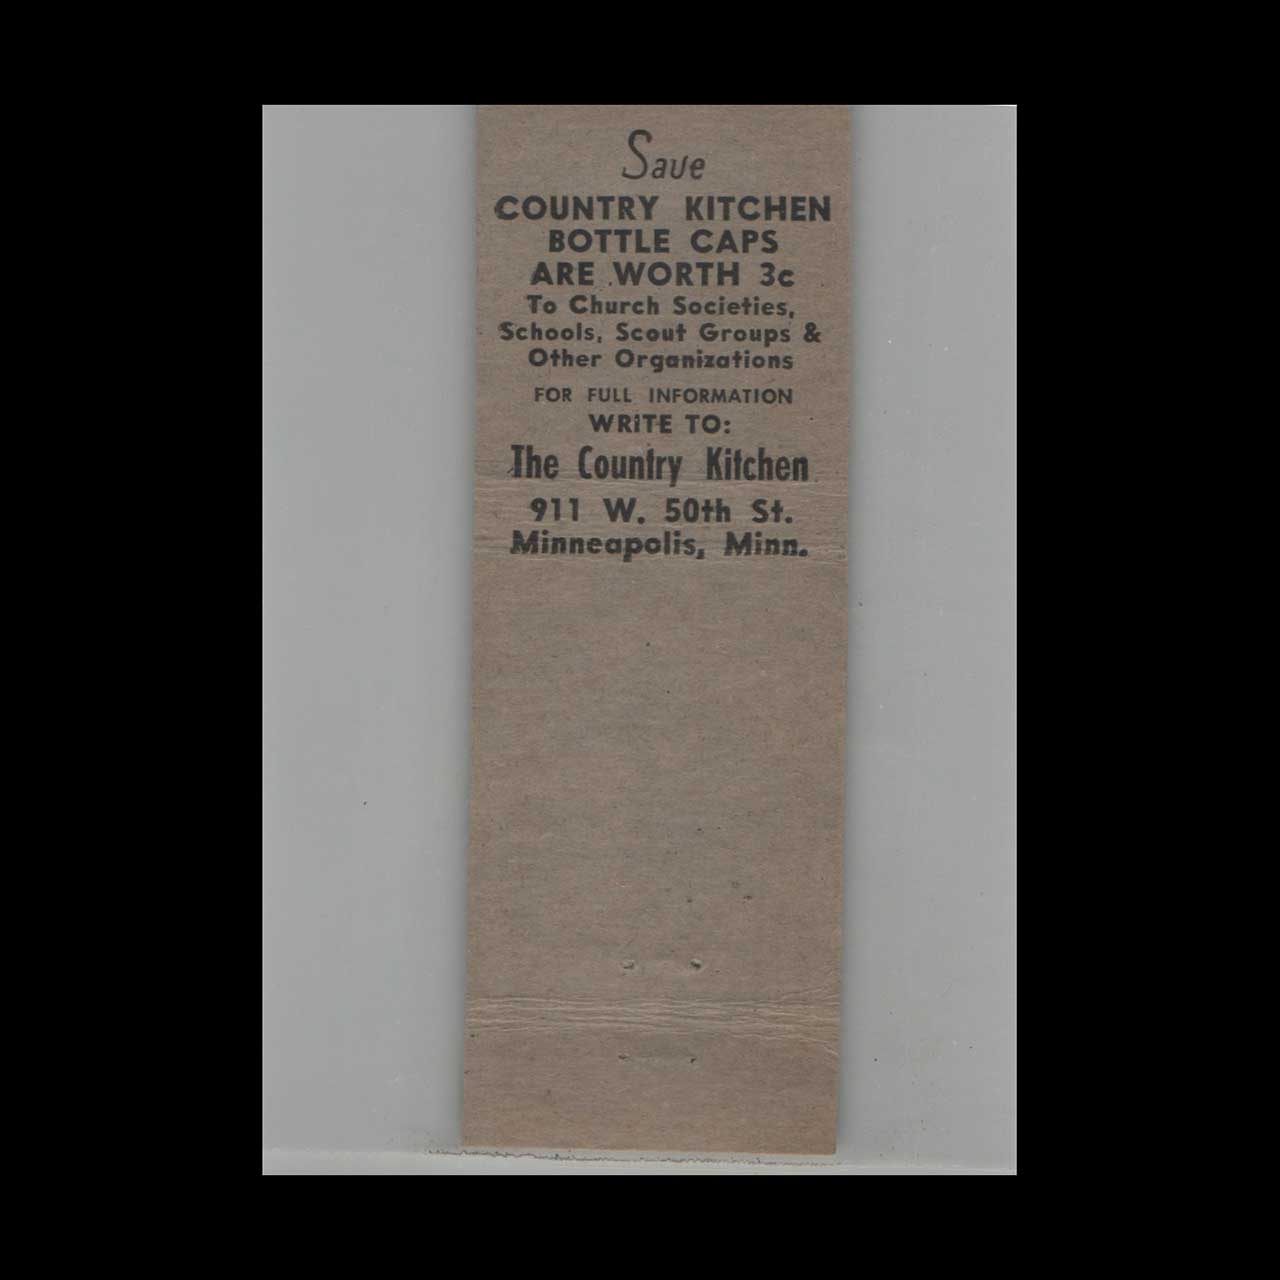 Save
COUNTRY KITCHEN
BOTTLE CAPS
ARE WORTH 3c
To Church Societies,
Schools, Scout Groups &
Other Organizations
FOR FULL INFORMATION
WRITE TO:
The Country Kitchen
911 W. 50th St.
Minneapolis, Minn.